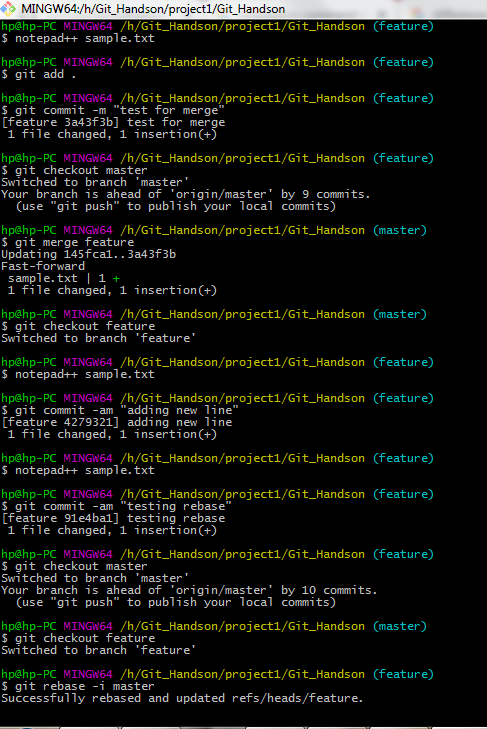 MINGW64:/h/Git_Handson/project1/Git_Handson
hp@hp-PC MINGW64 /h/Git_Handson/project1/Git_Handson (feature)
$ notepad++ sample.txt
hp@hp-PC MINGW64 /h/Git_Handson/project1/Git_Handson (feature)
$ git add .
hp@hp-PC MINGW64 /h/Git_Handson/project1/Git_Handson (feature)
$ git commit -m "test for merge"
[feature 3a43f3b] test for merge
1 file changed, 1 insertion(+)
hp@hp-PC MINGW64 /h/Git_Handson/project1/Git_Handson (feature)
$ git checkout master
Switched to branch 'master'
Your branch is ahead of 'origin/master' by 9 commits.
(use "git push" to publish your local commits)
hp@hp-PC MINGW64 /h/Git_Handson/project1/Git_Handson (master)
$ git merge feature
Updating 145fca1..3a43f3b
Fast-forward
sample.txt | 1 +
1 file changed, 1 insertion(+)
hp@hp-PC MINGW64 /h/Git_Handson/project1/Git_Handson (master)
$ git checkout feature
Switched to branch 'feature'
hp@hp-PC MINGW64 /h/Git_Handson/project1/Git_Handson (feature)
$ notepad++ sample.txt
hp@hp-PC MINGW64 /h/Git_Handson/project1/Git_Handson (feature)
$ git commit -am "adding new line"
[feature 4279321] adding new line
1 file changed, 1 insertion(+)
hp@hp-PC MINGW64 /h/Git_Handson/project1/Git_Handson (feature)
$ notepad++ sample.txt
hp@hp-PC MINGW64 /h/Git_Handson/project1/Git_Handson (feature)
$ git commit -am "testing rebase"
[feature 91e4ba1] testing rebase
1 file changed, 1 insertion(+)
hp@hp-PC MINGW64 /h/Git_Handson/project1/Git_Handson (feature)
$ git checkout master
Switched to branch 'master'
Your branch is ahead of 'origin/master' by 10 commits.
(use "git push" to publish your local commits)
hp@hp-PC MINGW64 /h/Git_Handson/project1/Git_Handson (master)
$ git checkout feature
Switched to branch 'feature'
hp@hp-PC MINGW64 /h/Git_Handson/project1/Git_Handson (feature)
$ git rebase -i master
Successfully rebased and updated refs/heads/feature.